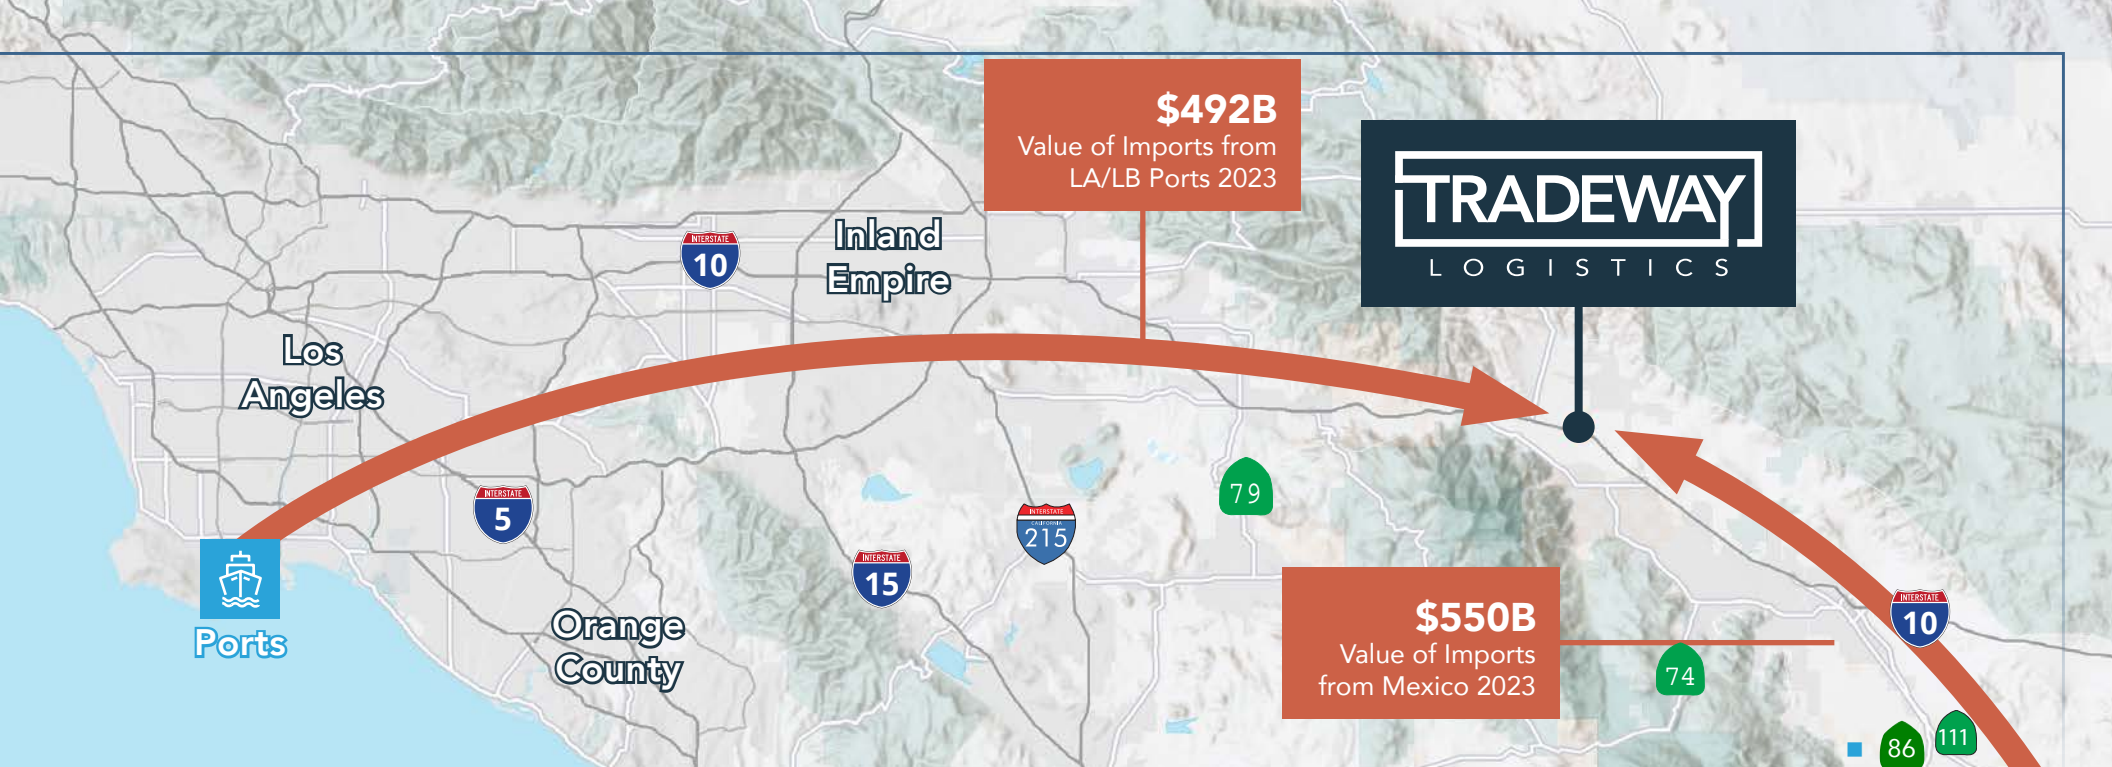 $492B
Value of Imports from
LA/LB Ports 2023
TRADEWAY
LOGISTICS
Inland
Empire
INTERSTATE
10
Los
Angeles
INTERSTATE
5
79
INTERSTATE
CALIFORNIA
215
INTERSTATE
15
Ports
Orange
County
$550B
Value of Imports
from Mexico 2023
INTERSTATE
10
74
86
111